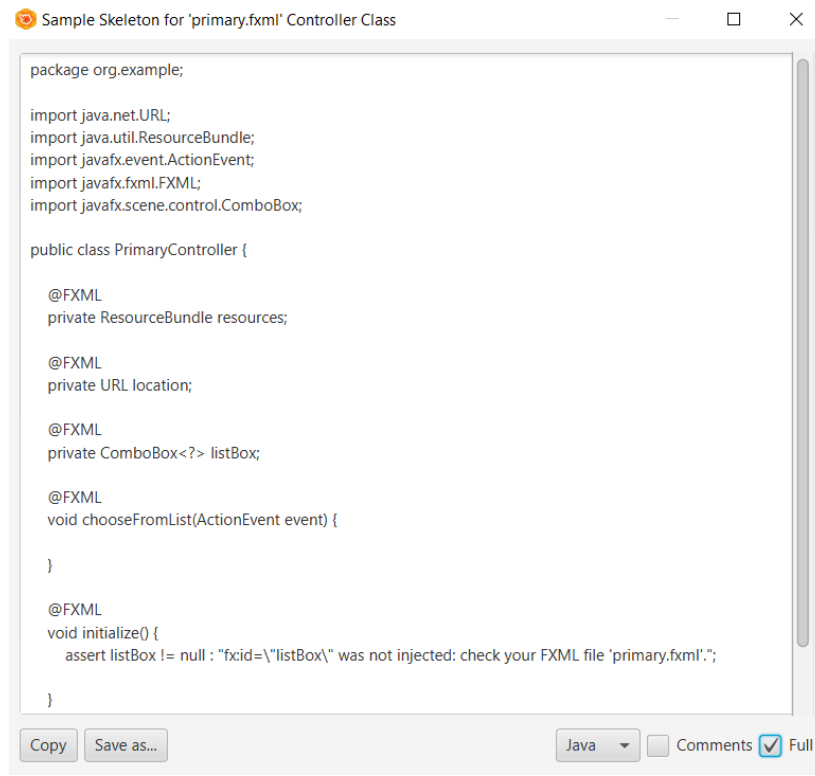 Sample Skeleton for 'primary.fxml' Controller Class
package org.example;
import java.net.URL;
import java.util.ResourceBundle;
import javafx.event.ActionEvent;
import javafx.fxml.FXML;
import javafx.scene.control.ComboBox;
public class PrimaryController {
@FXML
private ResourceBundle resources;
@FXML
private URL location;
@FXML
private ComboBox<?> listBox;
@FXML
void chooseFromList(ActionEvent event) {
}
@FXML
void initialize() {
assert listBox != null : "fx:id=\"listBox\" was not injected: check your FXML file 'primary.fxml'.";
}
Copy Save as... Java Comments Full